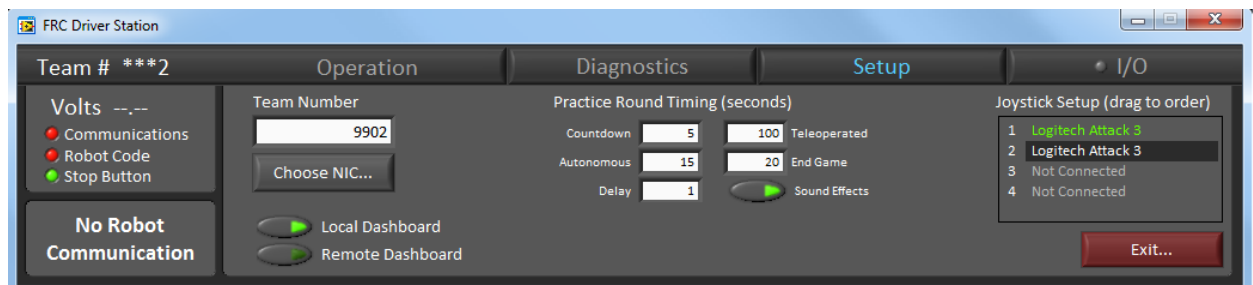 FRC Driver Station
Team # ***2
Operation
Diagnostics
Setup
I/O
Volts --.--
Communications
Robot Code
Stop Button
No Robot
Communication
Team Number
9902
Choose NIC...
Local Dashboard
Remote Dashboard
Practice Round Timing (seconds)
Countdown 5 100 Teleoperated
Autonomous 15 20 End Game
Delay 1 Sound Effects
Joystick Setup (drag to order)
1 Logitech Attack 3
2 Logitech Attack 3
3 Not Connected
4 Not Connected
Exit...